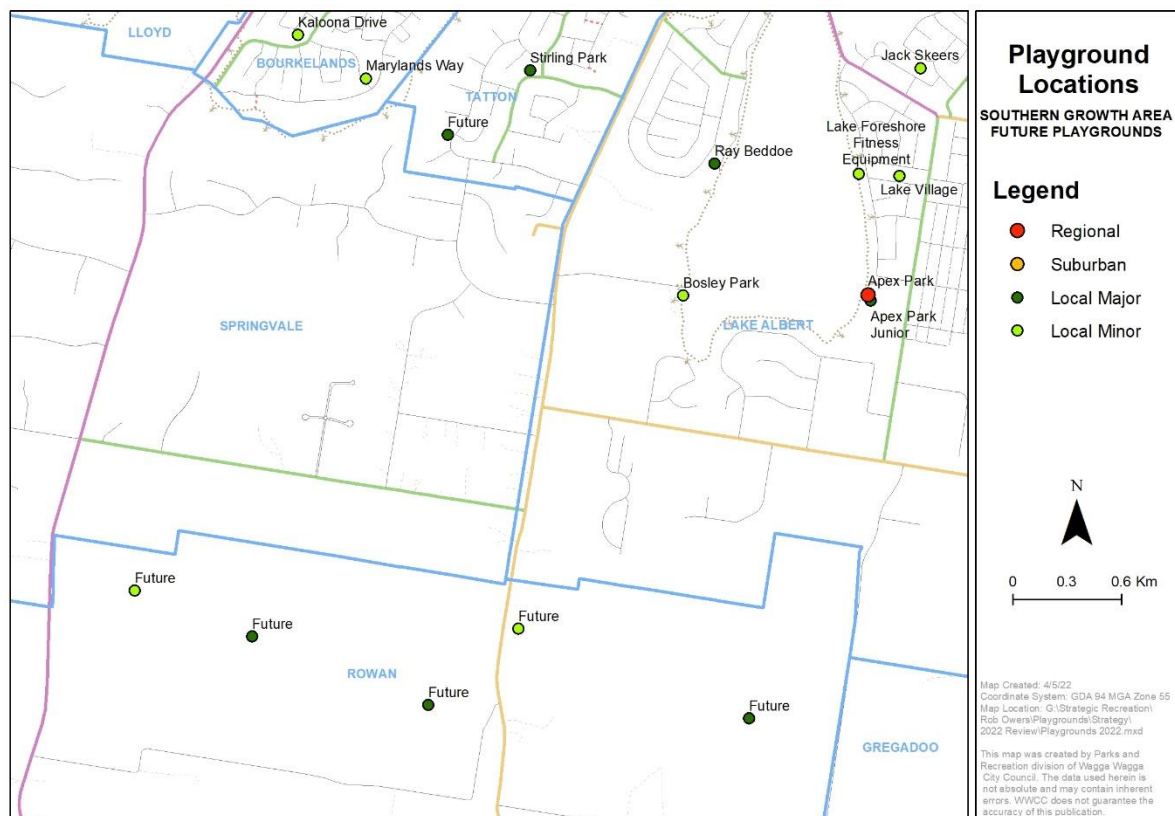 LLOYD
Kaloona Drive
BOURKELANDS
Marylands Way
Stirling Park
TATTON
Future
Jack Skeers
Lake Foreshore
Fitness
Equipment
Ray Beddoe
Lake Village
Bosley Park
Apex Park
Apex Park
Junior
LAKE ALBERT
SPRINGVALE
Future
Future
Future
ROWAN
Future
Future
GREGADOO
Playground
Locations
SOUTHERN GROWTH AREA
FUTURE PLAYGROUNDS
Legend
Regional
Suburban
Local Major
Local Minor
N
0 0.3 0.6 Km
Map Created: 4/5/22
Coordinate System: GDA 94 MGA Zone 55
Map Location: G:\Strategic Recreation\
Rob Owers\Playgrounds\Strategy\
2022 Review\Playgrounds 2022.mxd
This map was created by Parks and
Recreation division of Wagga Wagga
City Council. The data used herein is
not absolute and may contain inherent
errors. WWCC does not guarantee the
accuracy of this publication.